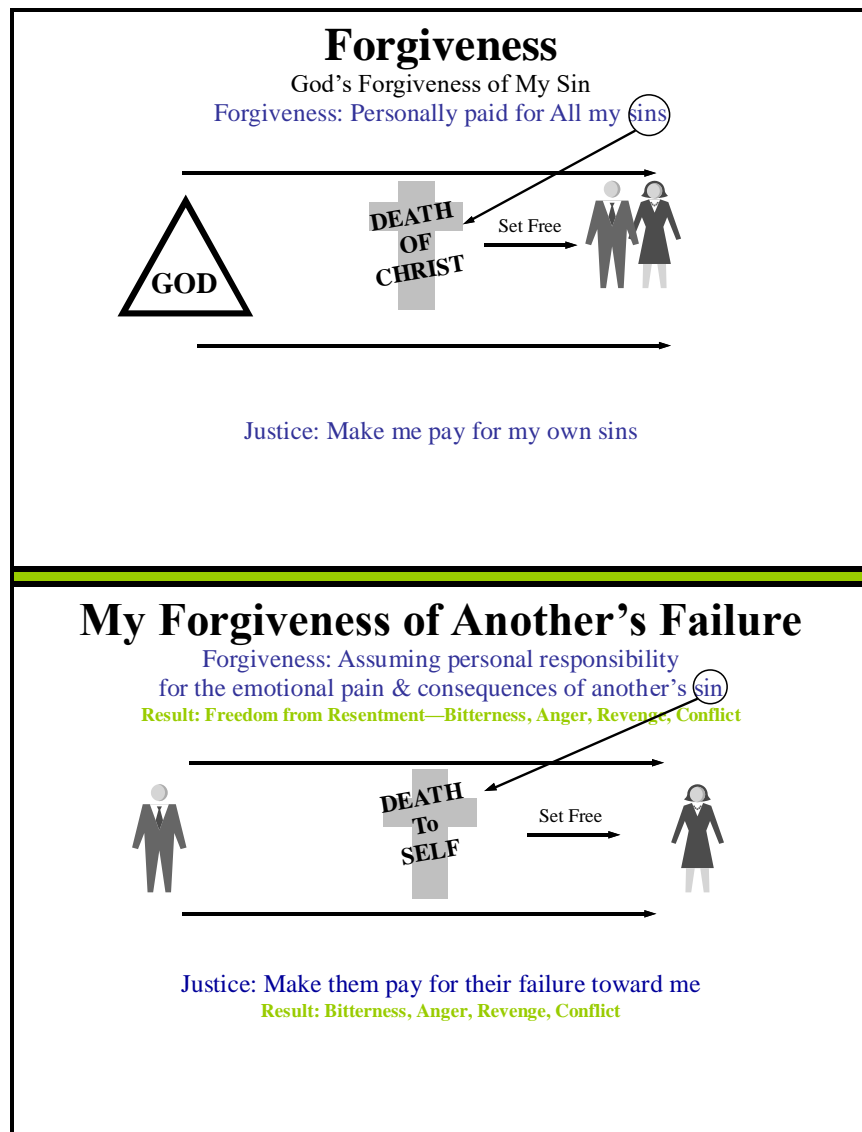 Forgiveness
God’s Forgiveness of My Sin
Forgiveness: Personally paid for All my sins
DEATH
OF
CHRIST
Set Free
GOD
Justice: Make me pay for my own sins
My Forgiveness of Another’s Failure
Forgiveness: Assuming personal responsibility
for the emotional pain & consequences of another’s sin
Result: Freedom from Resentment—Bitterness, Anger, Revenge, Conflict
DEATH
To
SELF
Set Free
Justice: Make them pay for their failure toward me
Result: Bitterness, Anger, Revenge, Conflict